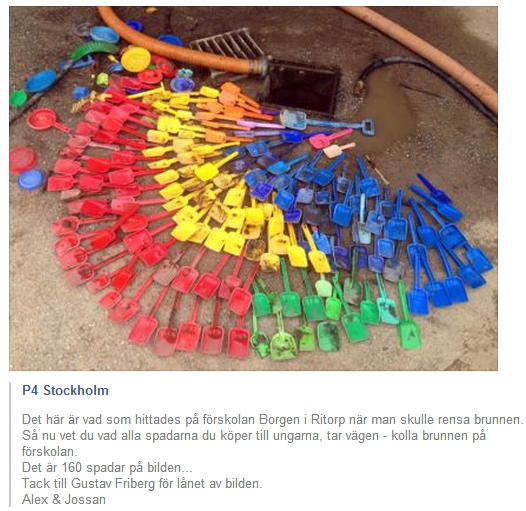 P4 Stockholm
Det här är vad som hittades på förskolan Borgen i Ritorp när man skulle rensa brunnen.
Så nu vet du vad alla spadarna du köper till ungarna, tar vägen - kolla brunnen på
förskolan.
Det är 160 spadar på bilden...
Tack till Gustav Friberg för lånet av bilden.
Alex & Jossan